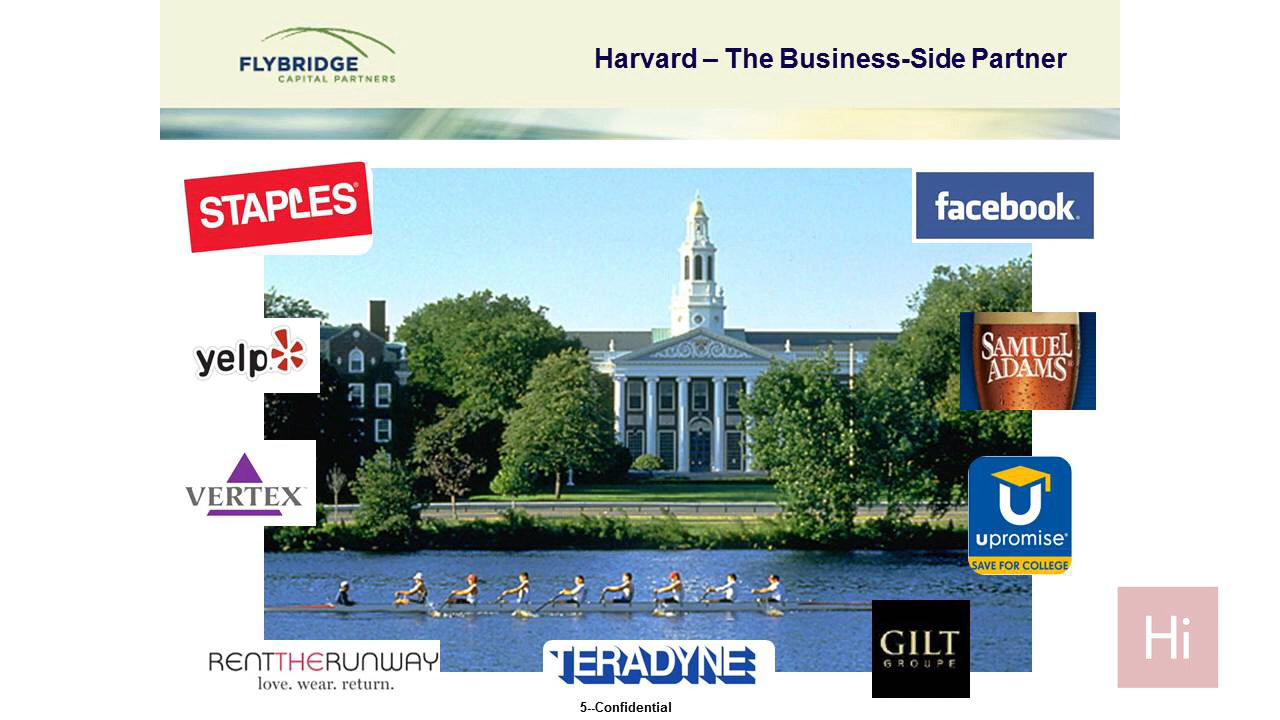 FLYBRIDGE
CAPITAL PARTNERS
Harvard – The Business-Side Partner
STAPLES®
facebook®
yelp
SAMUEL
ADAMS®
VERTEX™
upromise®
SAVE FOR COLLEGE
Hi
GILT
GROUPE
RENTTHERUNWAY
love. wear. return.
TERADYNE
5--Confidential